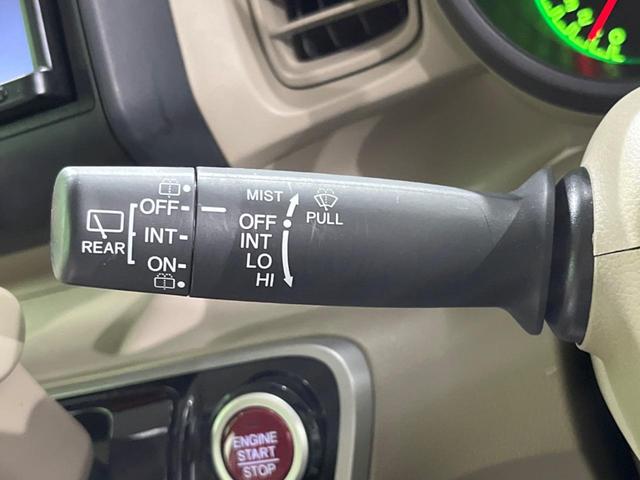 MIST
PULL
OFF
INT
LO
HI
OFF
INT
ON
REAR
ENGINE
START
STOP